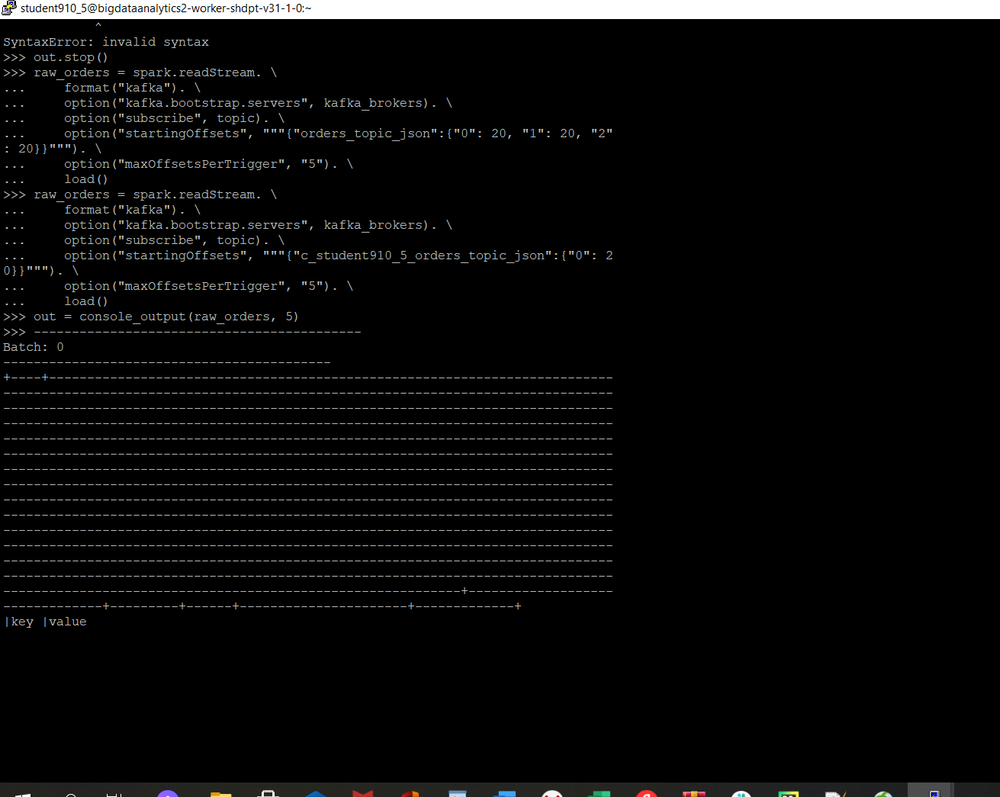 student910_5@bigdataanalytics2-worker-shdpt-v31-1-0:~
^
SyntaxError: invalid syntax
>>> out.stop()
>>> raw_orders = spark.readStream. \
...     format("kafka"). \
...     option("kafka.bootstrap.servers", kafka_brokers). \
...     option("subscribe", topic). \
...     option("startingOffsets", """{"orders_topic_json":{"0": 20, "1": 20, "2"
: 20}}"""). \
...     option("maxOffsetsPerTrigger", "5"). \
...     load()
>>> raw_orders = spark.readStream. \
...     format("kafka"). \
...     option("kafka.bootstrap.servers", kafka_brokers). \
...     option("subscribe", topic). \
...     option("startingOffsets", """{"c_student910_5_orders_topic_json":{"0": 2
0}}"""). \
...     option("maxOffsetsPerTrigger", "5"). \
...     load()
>>> out = console_output(raw_orders, 5)
>>> -------------------------------------------
Batch: 0
-------------------------------------------
+----+--------------------------------------------------------------------------
--------------------------------------------------------------------------------
--------------------------------------------------------------------------------
--------------------------------------------------------------------------------
--------------------------------------------------------------------------------
--------------------------------------------------------------------------------
--------------------------------------------------------------------------------
--------------------------------------------------------------------------------
--------------------------------------------------------------------------------
--------------------------------------------------------------------------------
--------------------------------------------------------------------------------
--------------------------------------------------------------------------------
--------------------------------------------------------------------------------
--------------------------------------------------------------------------------
------------------------------------------------------------+-------------------
-------------+---------+------+----------------------+-------------+
|key |value